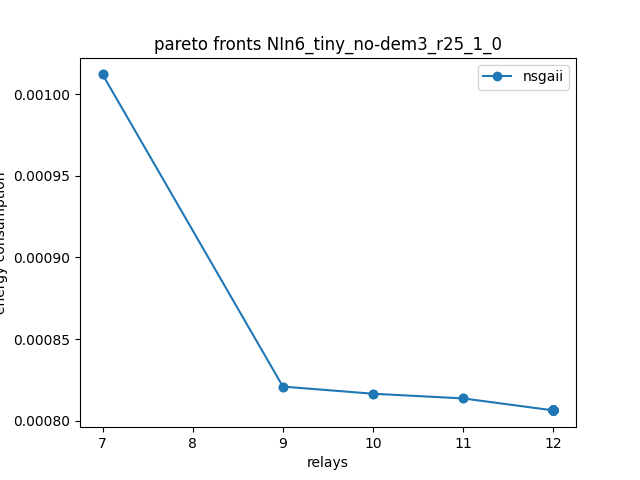 pareto fronts NIn6_tiny_no-dem3_r25_1_0
nsgaii
0.00100
0.00095
0.00090
0.00085
0.00080
energy consumption
7 8 9 10 11 12
relays